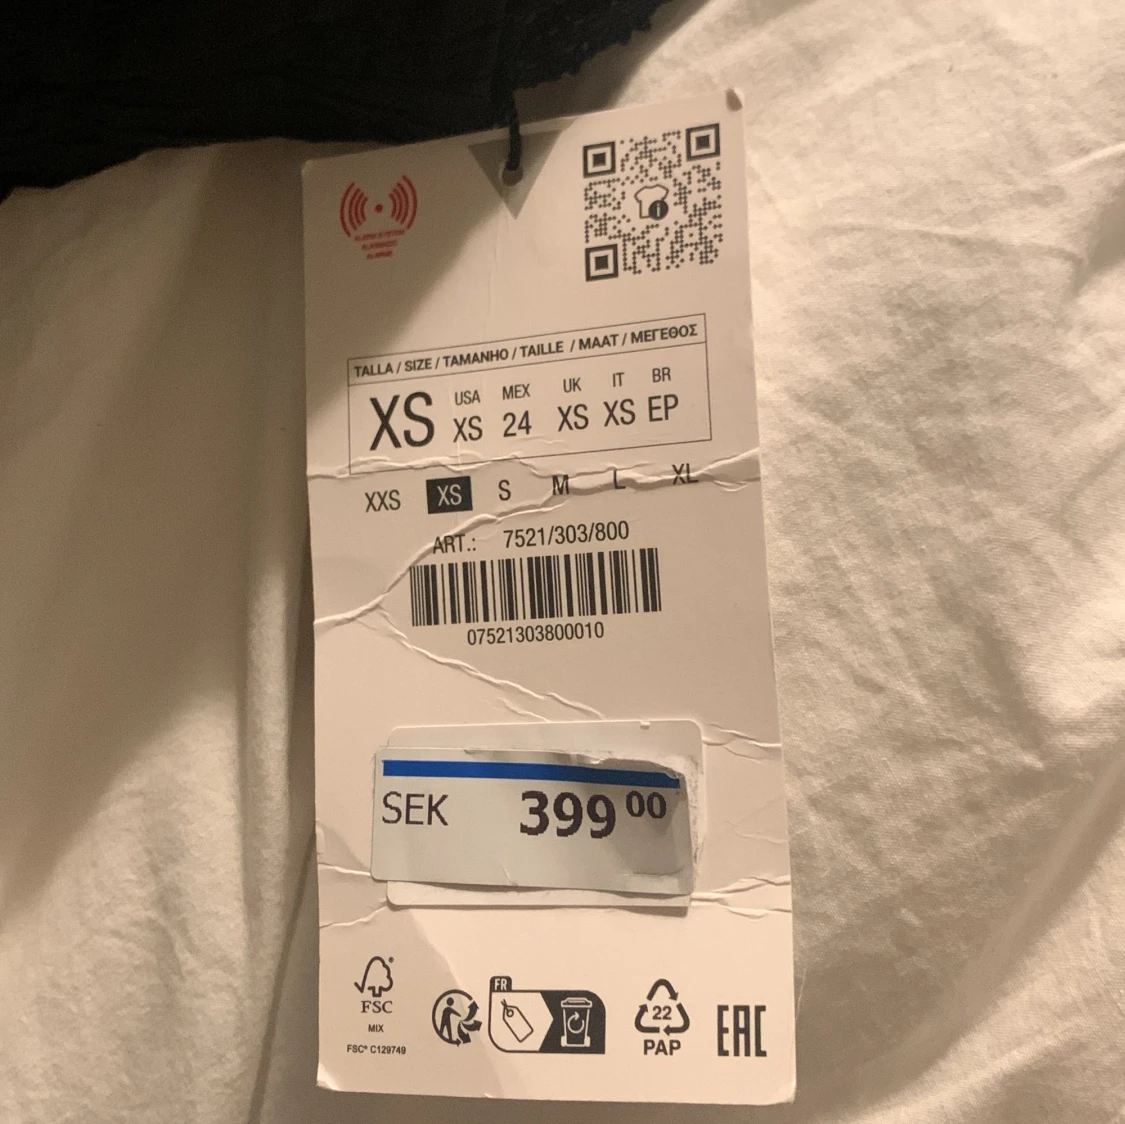 TALLA / SIZE / TAMANHO / TAILLE / MAAT / ΜΕΓΕΘΟΣ
XS USA XS MEX 24 UK XS IT XS BR EP
XXS XS S M L XL
ART.: 7521/303/800
07521303800010
SEK 399 00
FSC
MIX
FSC® C129749
FR
22
PAP
EAC